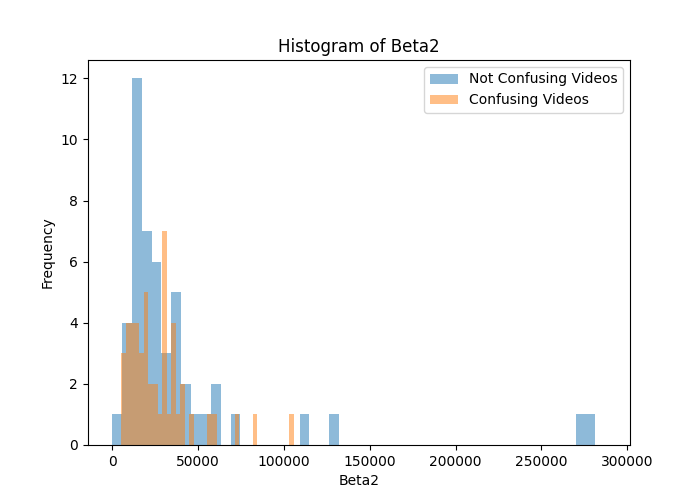 Histogram of Beta2
Not Confusing Videos
Confusing Videos
Frequency
12
10
8
6
4
2
0
0 50000 100000 150000 200000 250000 300000
Beta2